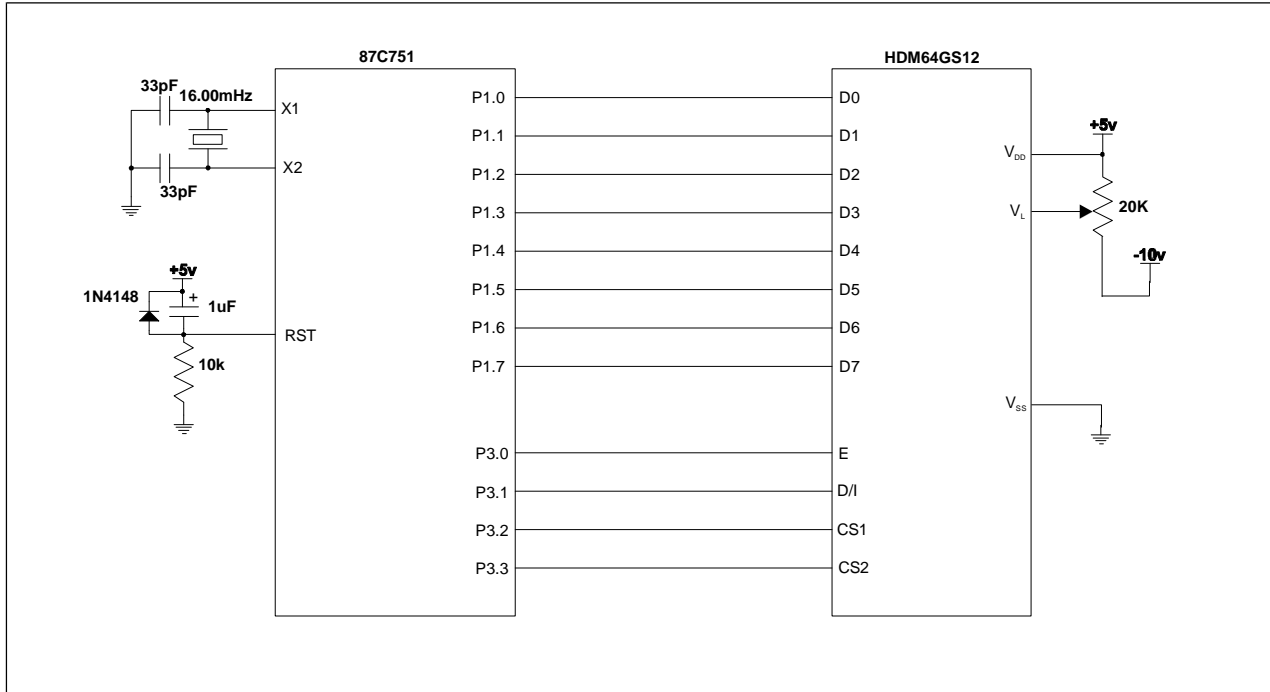 87C751
HDM64GS12
33pF
16.00mHz
X1
X2
33pF
+5v
1N4148
+
1uF
RST
10k
P1.0
P1.1
P1.2
P1.3
P1.4
P1.5
P1.6
P1.7
P3.0
P3.1
P3.2
P3.3
D0
D1
D2
D3
D4
D5
D6
D7
E
D/I
CS1
CS2
VDD
VL
VSS
+5v
20K
-10v